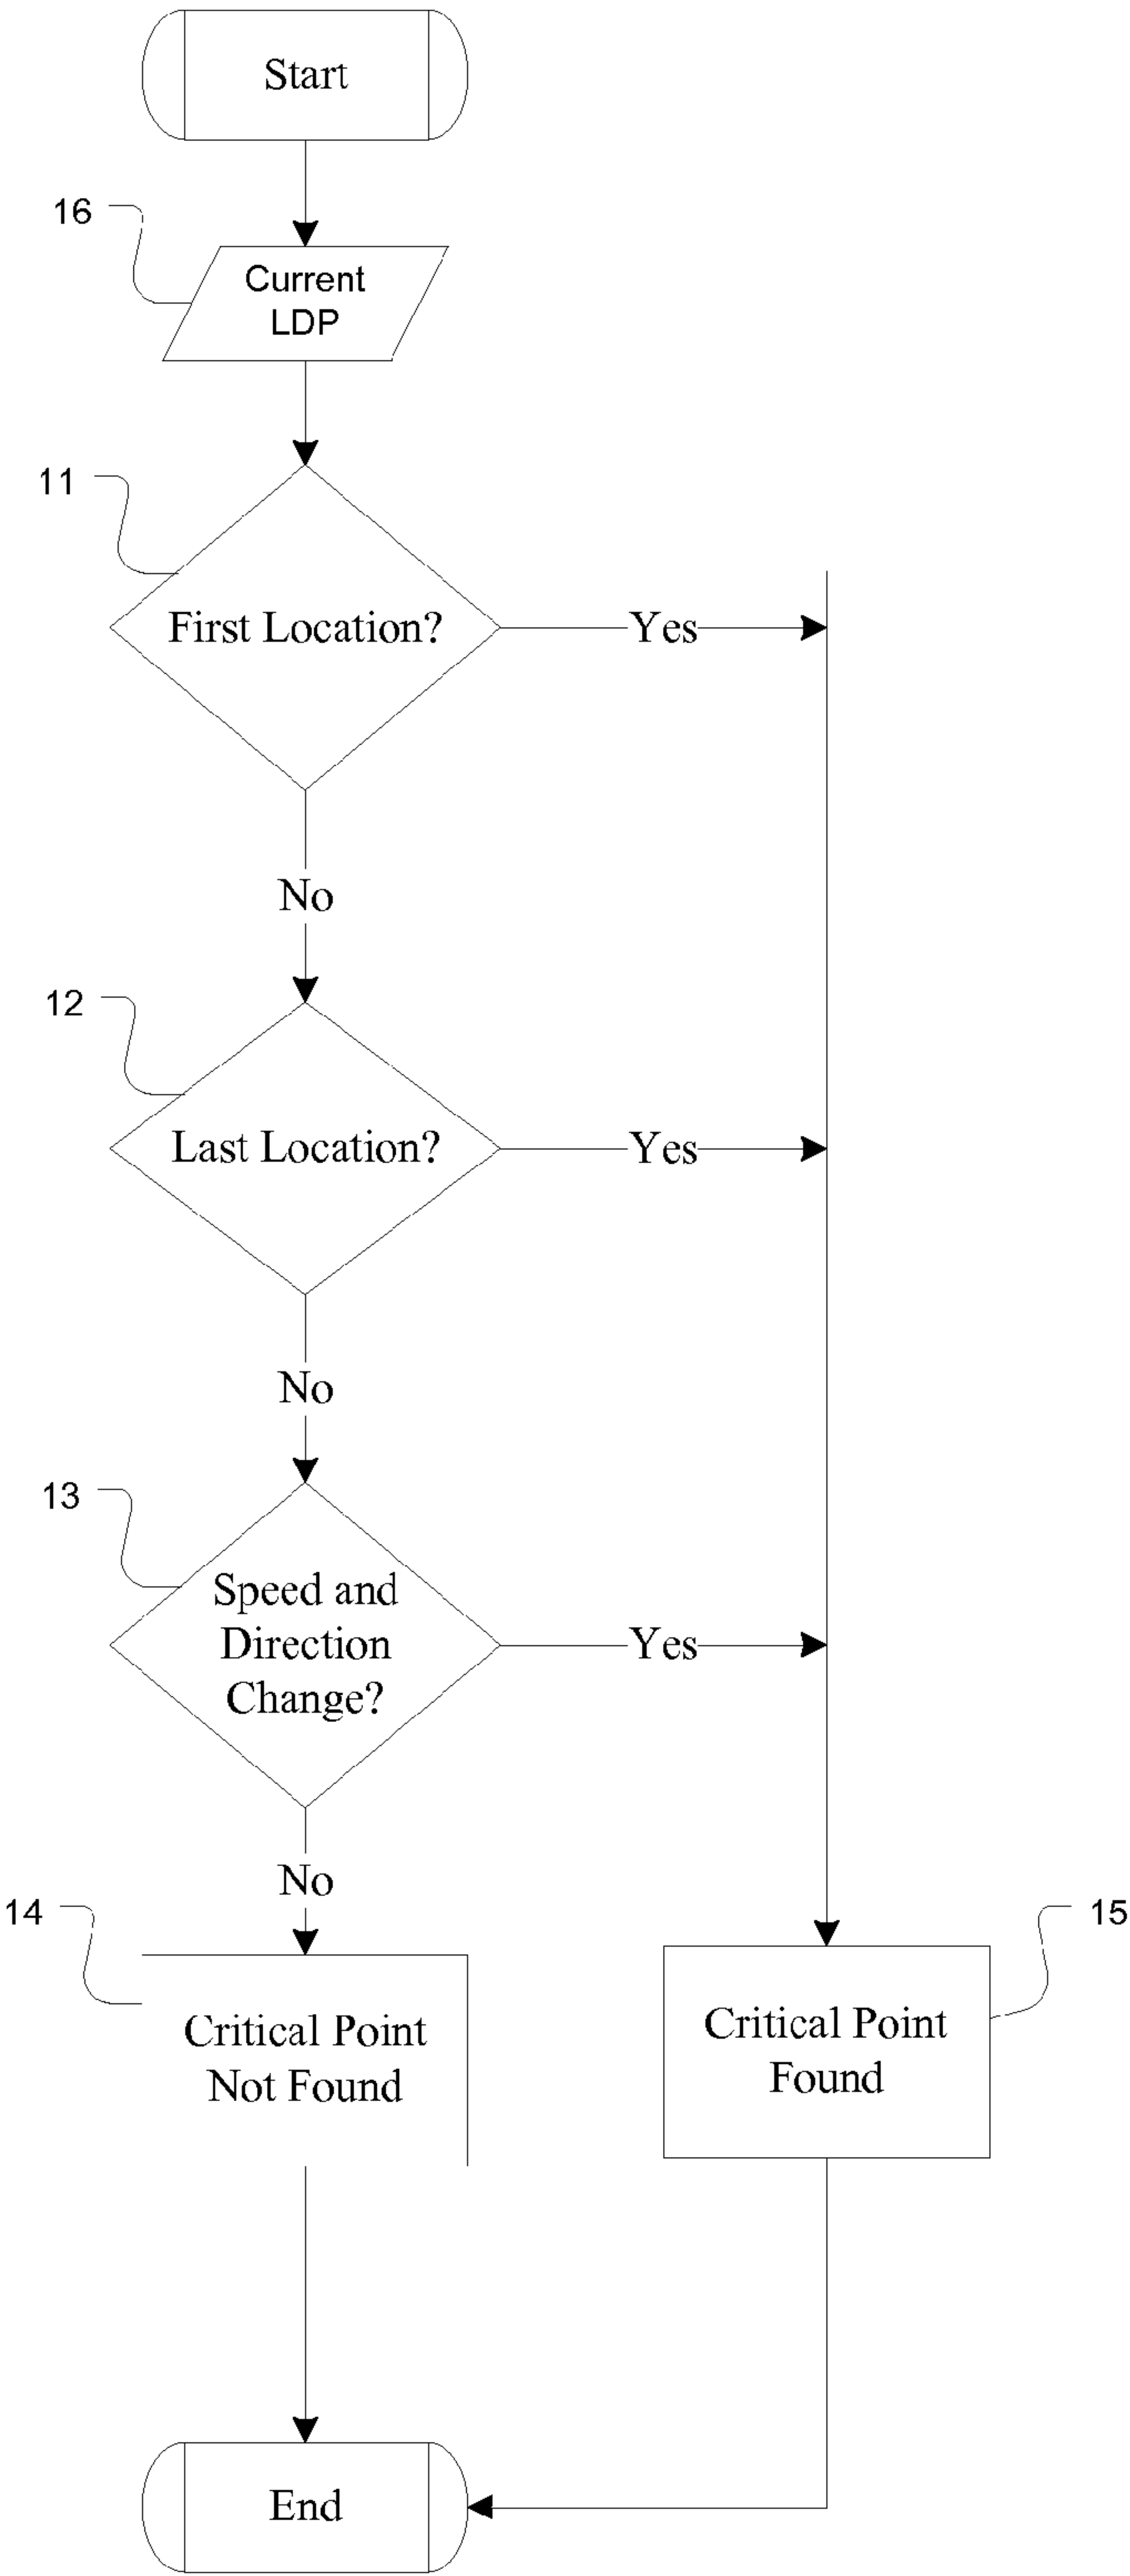 Start
16
Current
LDP
11
First Location?
Yes
No
12
Last Location?
Yes
No
13
Speed and
Direction
Change?
Yes
No
14
Critical Point
Not Found
15
Critical Point
Found
End